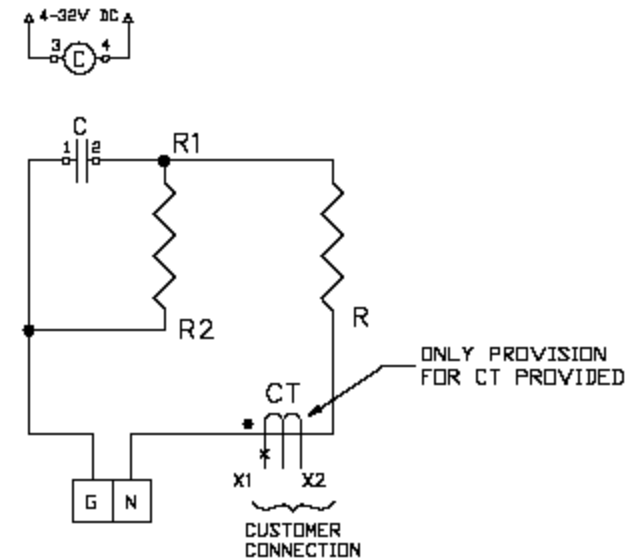 4-32V DC
3 C 4
C
1 2
R1
R2
R
ONLY PROVISION
FOR CT PROVIDED
CT
X1 X2
G N
CUSTOMER
CONNECTION